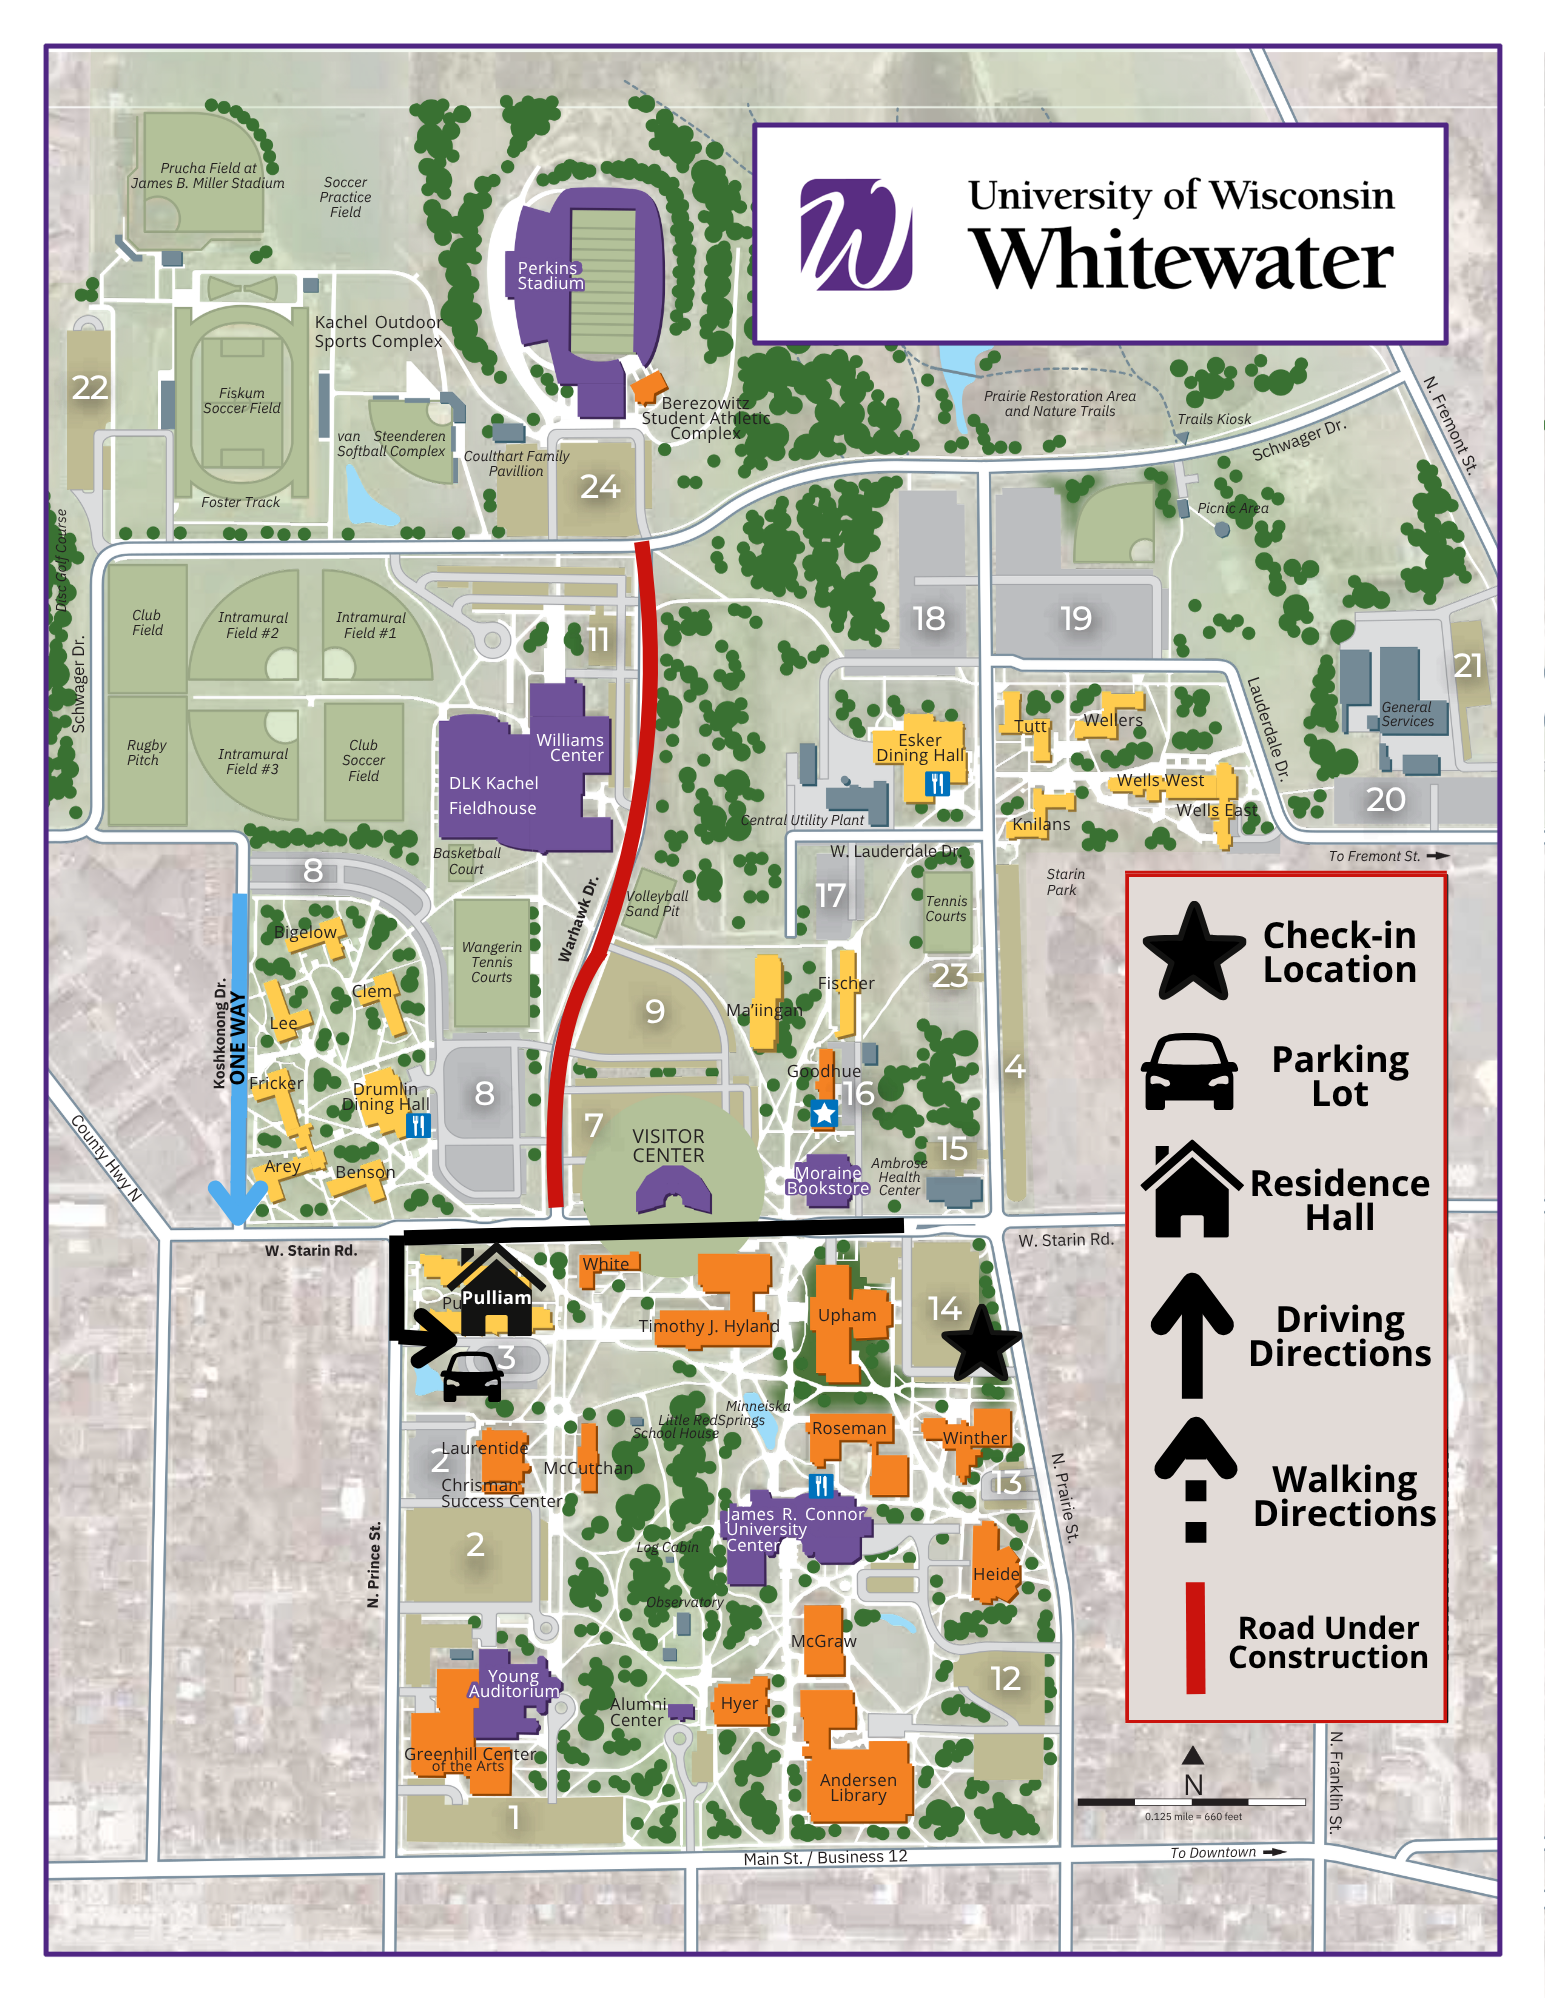 University of Wisconsin
Whitewater
Prucha Field at
James B. Miller Stadium
Soccer
Practice
Field
Perkins
Stadium
Kachel Outdoor
Sports Complex
22
Fiskum
Soccer Field
van Steenderen
Softball Complex
Foster Track
Coulthart Family
Pavillion
Berezowitz
Student Athletic
Complex
24
Prairie Restoration Area
and Nature Trails
Trails Kiosk
Schwager Dr.
N. Fremont St.
Picnic Area
Disc Golf Course
Schwager Dr.
Club
Field
Intramural
Field #2
Intramural
Field #1
11
18
19
21
General
Services
Lauderdale Dr.
Rugby
Pitch
Intramural
Field #3
Club
Soccer
Field
Williams
Center
DLK Kachel
Fieldhouse
Esker
Dining Hall
Tutt
Wellers
Wells West
Wells East
Knilans
20
Central Utility Plant
W. Lauderdale Dr.
To Fremont St.
Basketball
Court
8
Volleyball
Sand Pit
Warhawk Dr.
17
Tennis
Courts
Starin
Park
Bigelow
Wangerin
Tennis
Courts
Clem
Lee
Koshkonong Dr.
ONE WAY
9
Ma'iingan
Fischer
23
Fricker
Drumlin
Dining Hall
8
7
Goodhue
16
4
County Hwy N
Arey
Benson
VISITOR
CENTER
Moraine
Bookstore
Ambrose
Health
Center
15
W. Starin Rd.
W. Starin Rd.
Pu
Pulliam
White
Timothy J. Hyland
Upham
14
3
Minneiska
Springs
Little Red
School House
Roseman
Winther
Laurentide
2
McCutchan
Chrisman
Success Center
13
N. Prairie St.
James R. Connor
University
Center
2
Log Cabin
Heide
N. Prince St.
Observatory
McGraw
12
Young
Auditorium
Alumni
Center
Hyer
Greenhill Center
of the Arts
Andersen
Library
1
Main St. / Business 12
To Downtown
N. Franklin St.
N
0.125 mile = 660 feet
Check-in
Location
Parking
Lot
Residence
Hall
Driving
Directions
Walking
Directions
Road Under
Construction